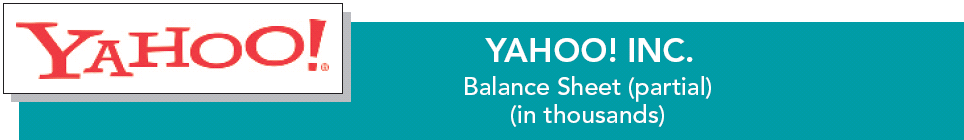 YAHOO!®
YAHOO! INC.
Balance Sheet (partial)
(in thousands)